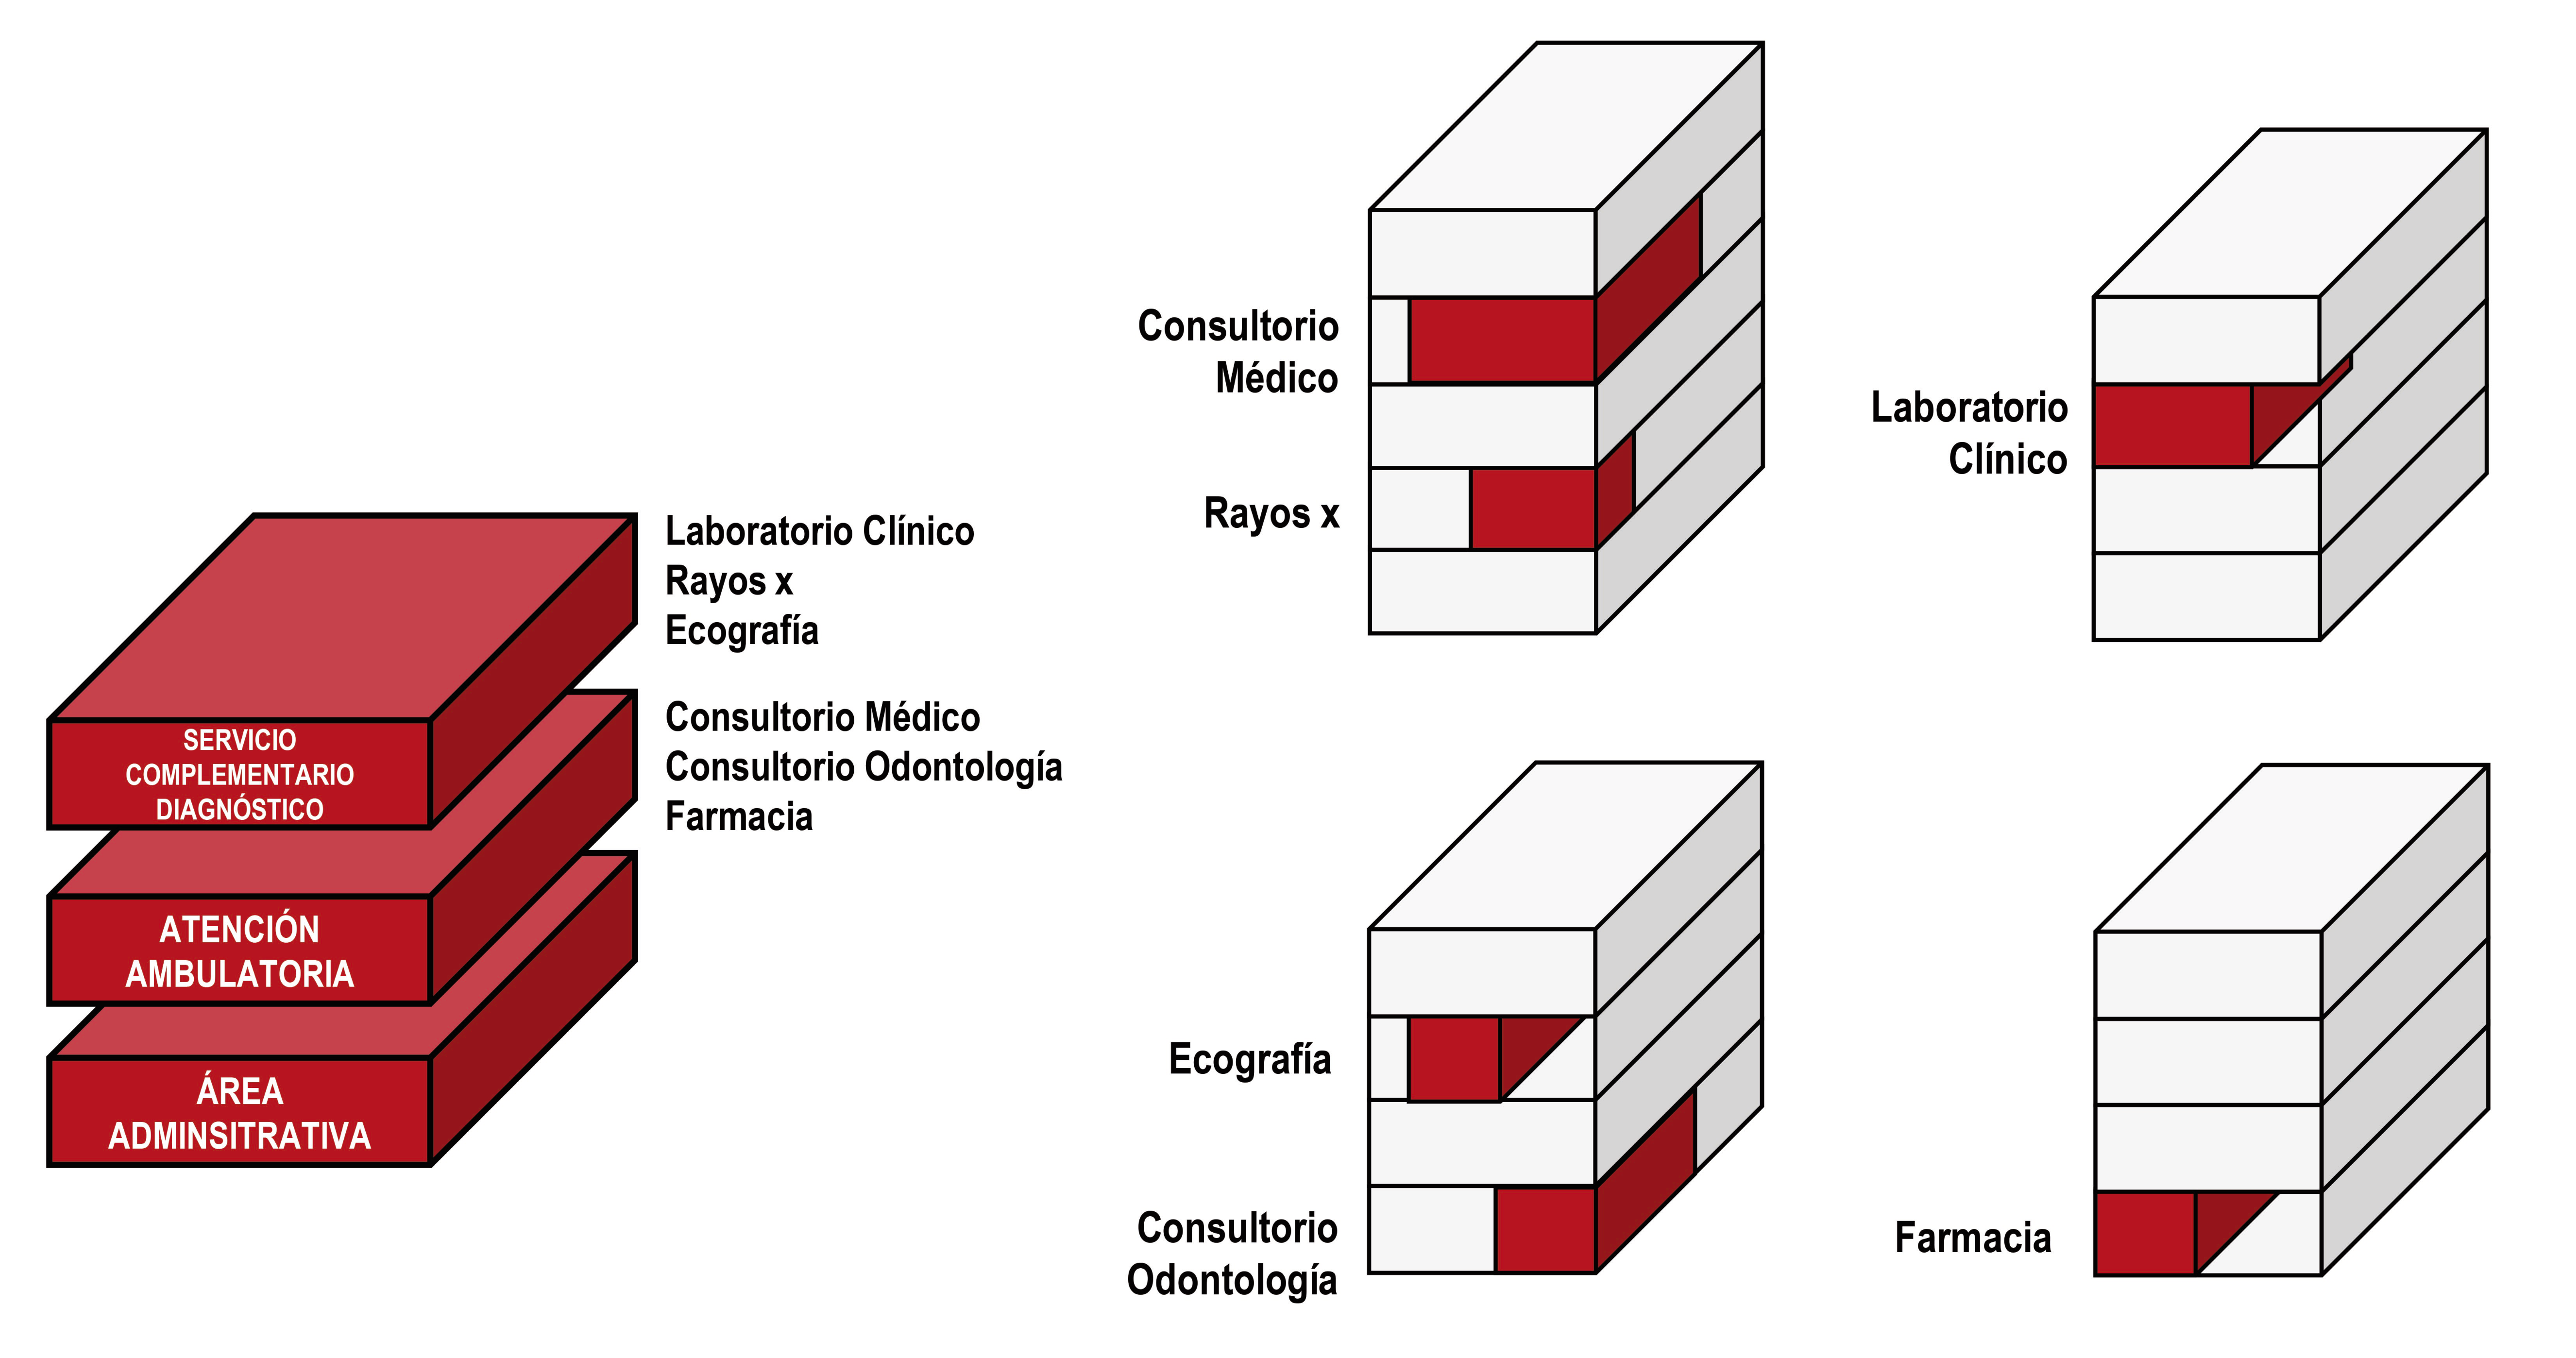 Laboratorio Clínico
Rayos x
Ecografía
Consultorio Médico
Consultorio Odontología
Farmacia
SERVICIO
COMPLEMENTARIO
DIAGNÓSTICO
ATENCIÓN
AMBULATORIA
ÁREA
ADMINSITRATIVA
Consultorio
Médico
Rayos x
Laboratorio
Clínico
Ecografía
Consultorio
Odontología
Farmacia